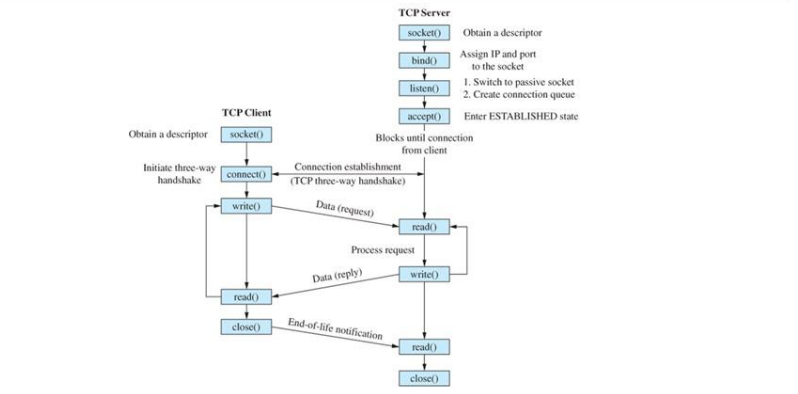 TCP Server
socket() Obtain a descriptor
bind() Assign IP and port
to the socket
listen() 1. Switch to passive socket
2. Create connection queue
TCP Client
accept() Enter ESTABLISHED state
Obtain a descriptor socket()
Blocks until connection
from client
Initiate three-way
handshake
connect()
Connection establishment
(TCP three-way handshake)
write()
Data (request)
read()
Process request
write()
Data (reply)
read()
close()
End-of-life notification
read()
close()